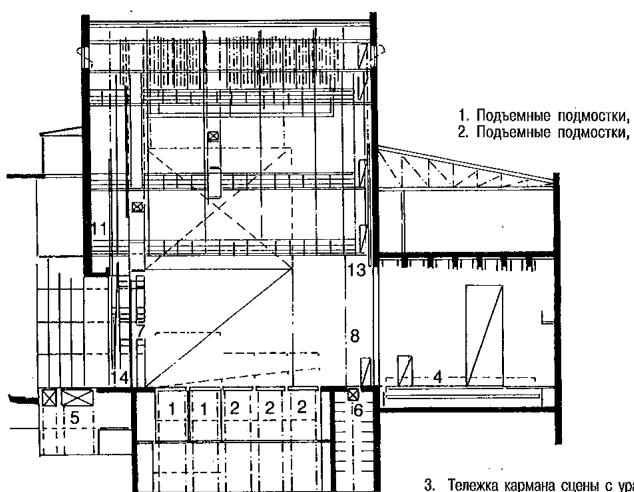 1. Подъемные подмостки,
2. Подъемные подмостки,
11
13
7
8
14
4
5
1 1 2 2 2
6
3. Тележка кармана сцены с ура